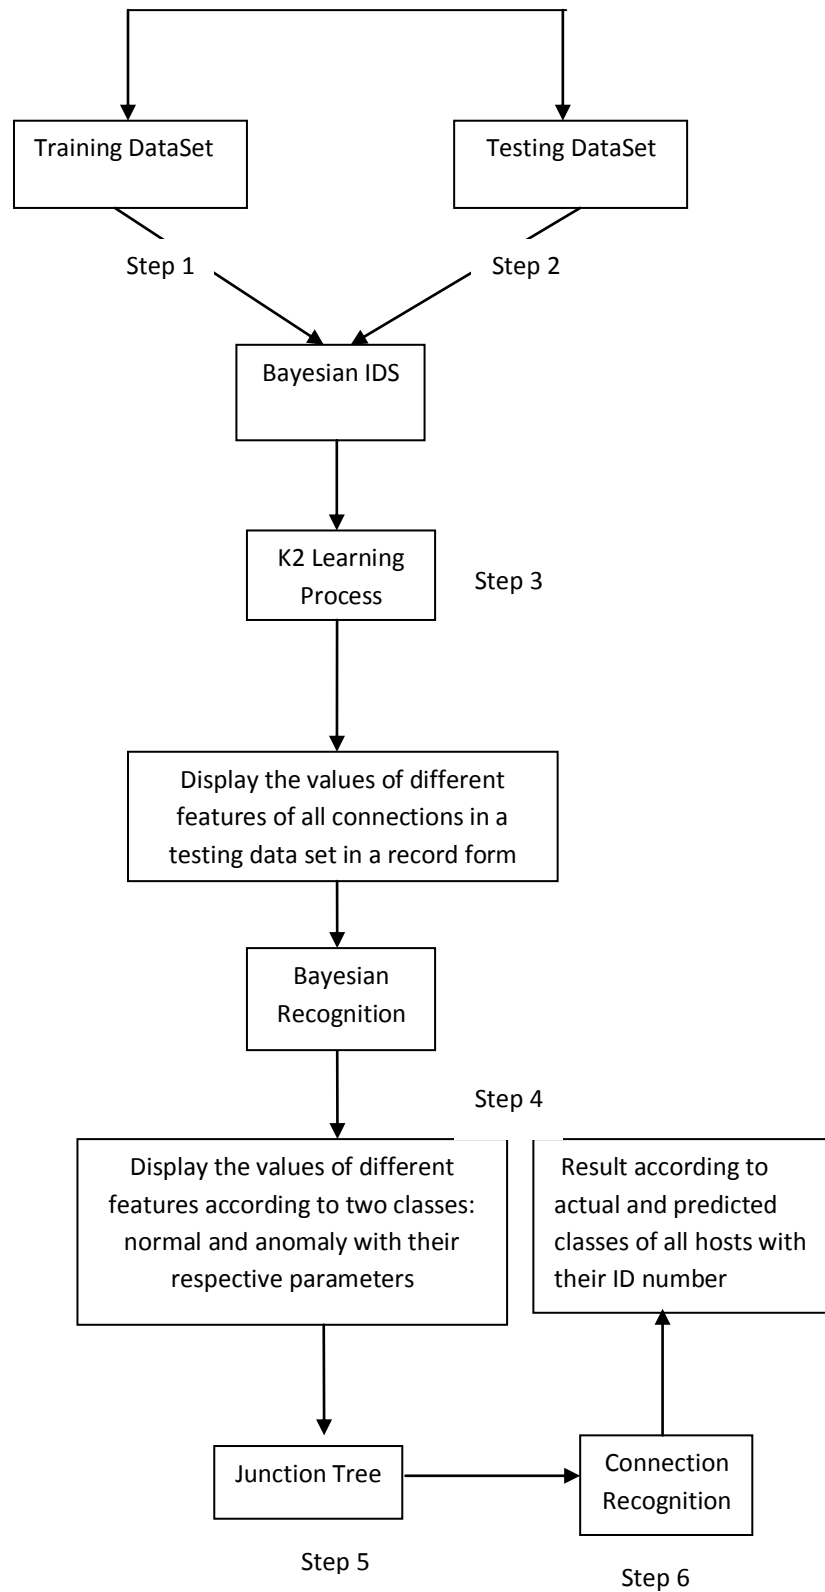 Training DataSet
Testing DataSet
Step 1
Step 2
Bayesian IDS
K2 Learning
Process
Step 3
Display the values of different
features of all connections in a
testing data set in a record form
Bayesian
Recognition
Step 4
Display the values of different
features according to two classes:
normal and anomaly with their
respective parameters
Result according to
actual and predicted
classes of all hosts with
their ID number
Junction Tree
Connection
Recognition
Step 5
Step 6